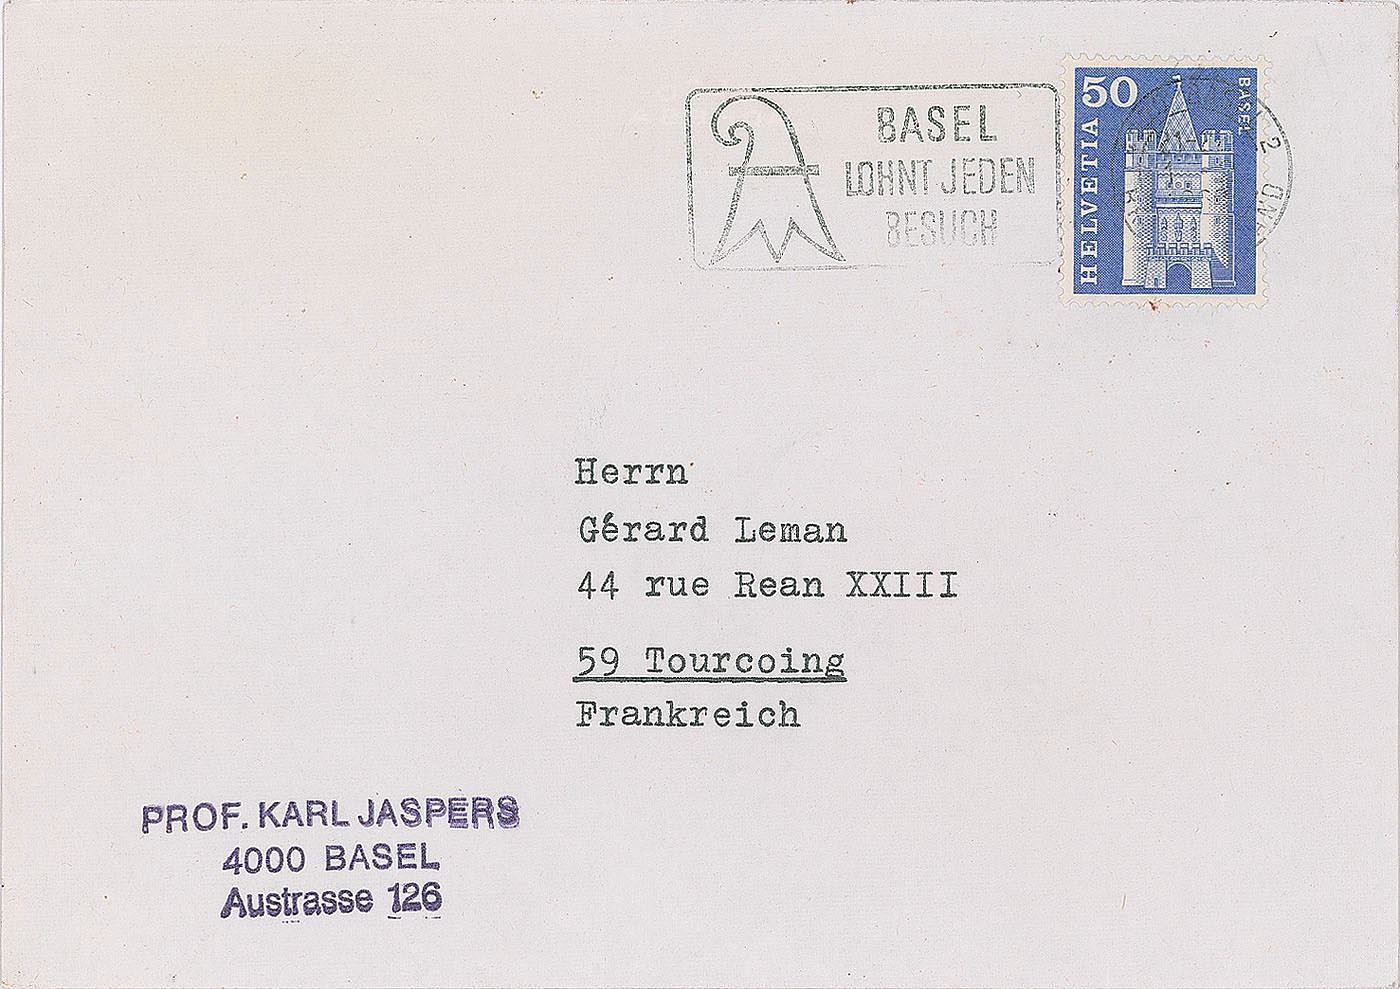 BASEL
LOHNT JEDEN
BESUCH
50
HELVETIA
BASEL
Herrn
Gérard Leman
44 rue Rean XXIII
59 Tourcoing
Frankreich
PROF. KARL JASPERS
4000 BASEL
Austrasse 126